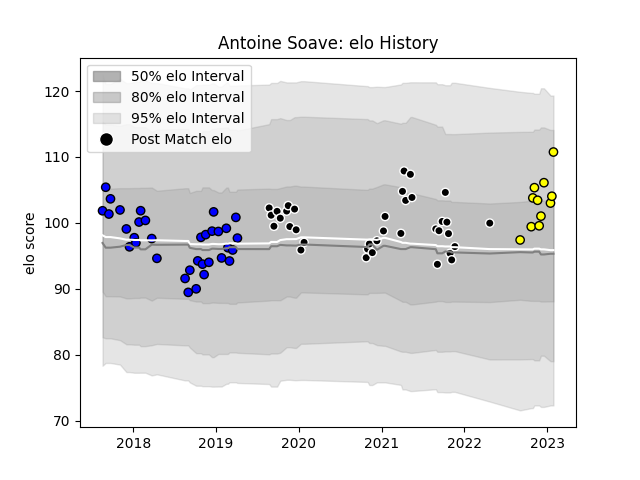 Antoine Soave: elo History
50% elo Interval
80% elo Interval
95% elo Interval
Post Match elo
elo score
120
110
100
90
80
70
2018
2019
2020
2021
2022
2023